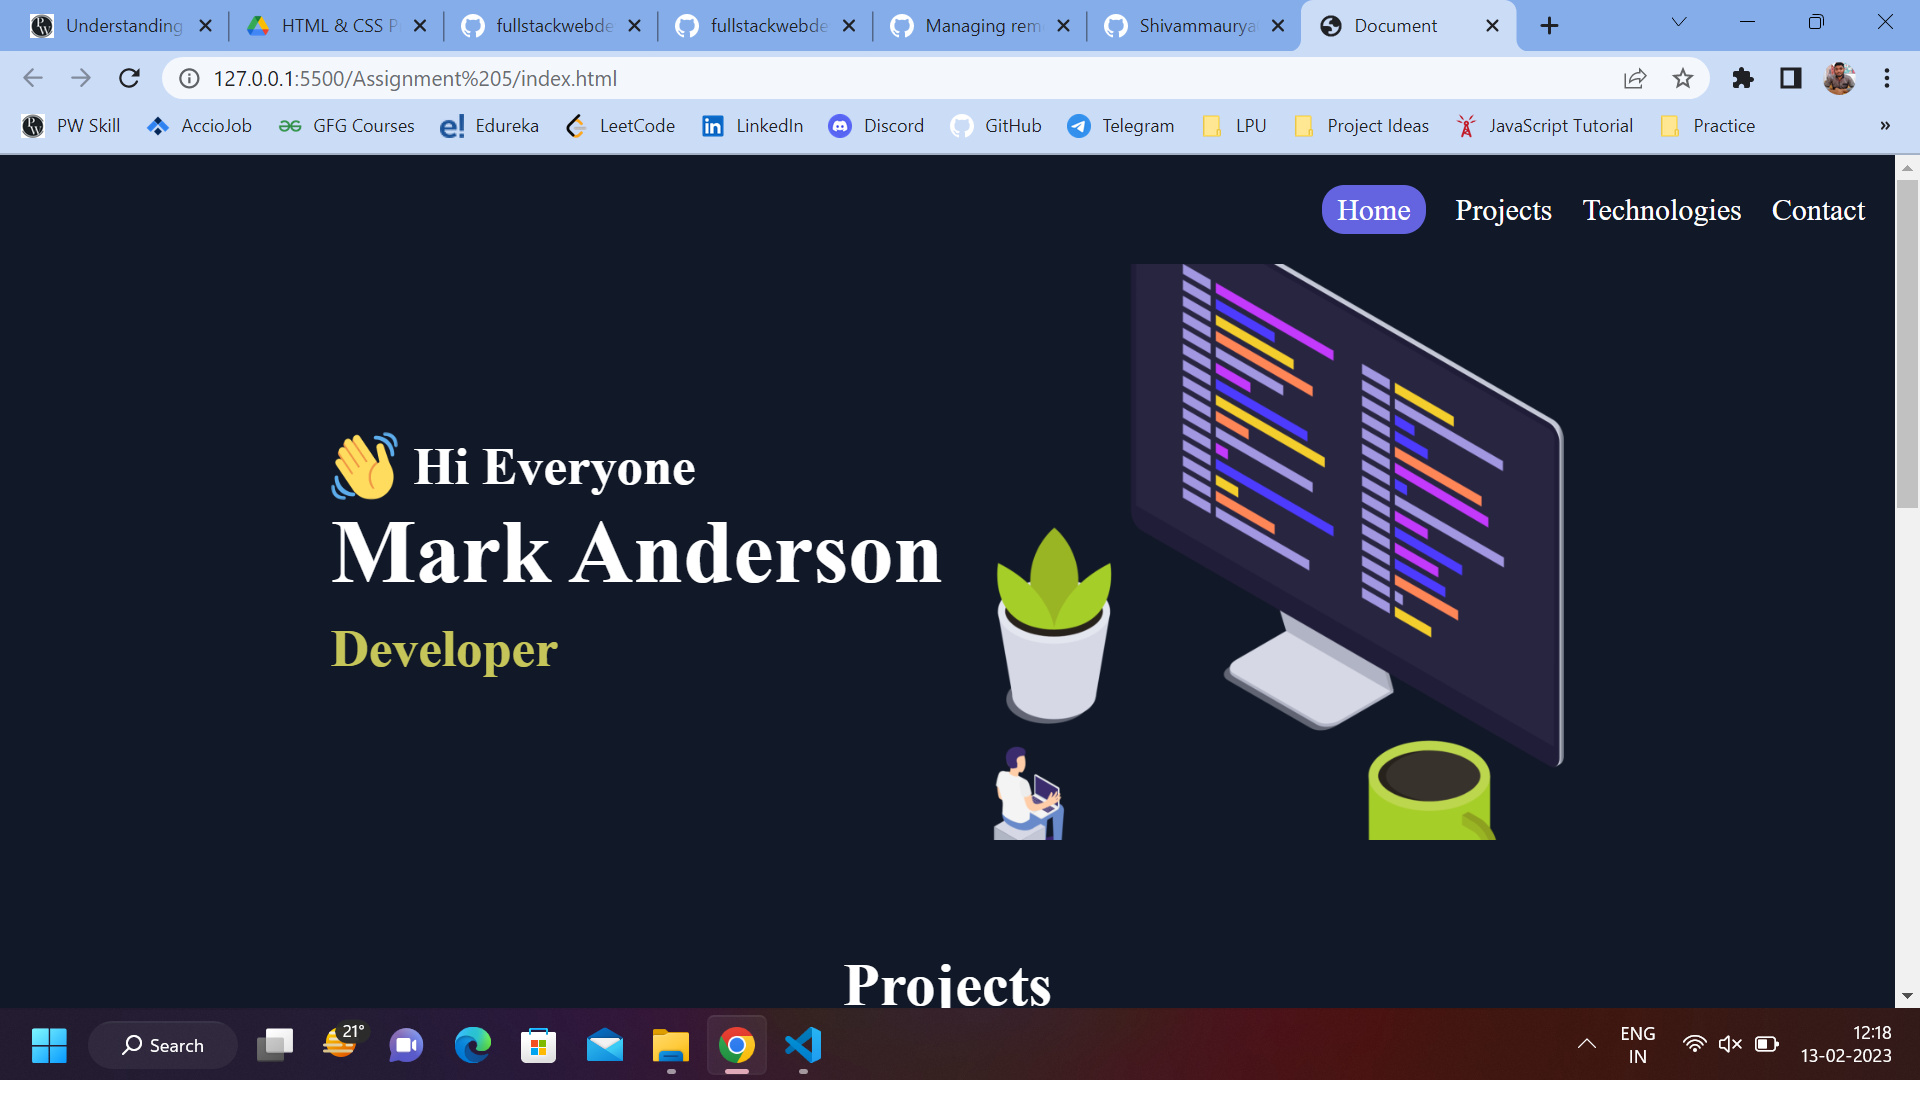 Understanding
HTML & CSS P
fullstackwebde
fullstackwebde
Managing rem
Shivammaurya
Document
127.0.0.1:5500/Assignment%205/index.html
PW Skill
AccioJob
GFG Courses
Edureka
LeetCode
LinkedIn
Discord
GitHub
Telegram
LPU
Project Ideas
JavaScript Tutorial
Practice
Home
Projects
Technologies
Contact
Hi Everyone
Mark Anderson
Developer
Projects
Search
21°
ENG
IN
12:18
13-02-2023